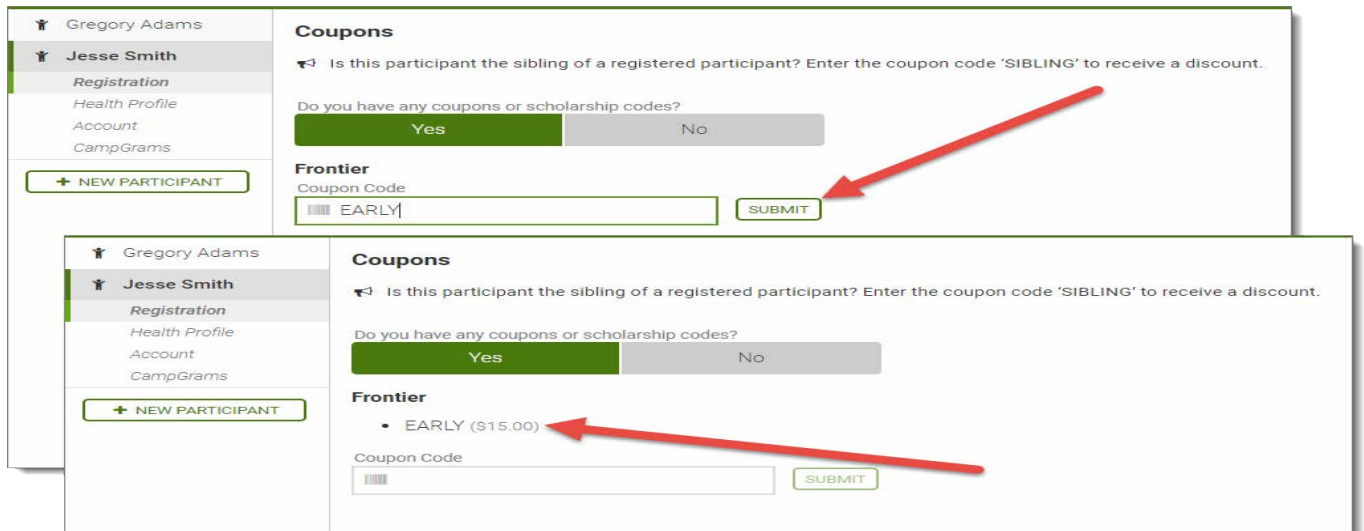 Gregory Adams
Jesse Smith
Registration
Health Profile
Account
CampGrams
+ NEW PARTICIPANT
Coupons
Is this participant the sibling of a registered participant? Enter the coupon code 'SIBLING' to receive a discount.
Do you have any coupons or scholarship codes?
Yes No
Frontier
Coupon Code
EARLY SUBMIT
Gregory Adams
Jesse Smith
Registration
Health Profile
Account
CampGrams
+ NEW PARTICIPANT
Coupons
Is this participant the sibling of a registered participant? Enter the coupon code 'SIBLING' to receive a discount.
Do you have any coupons or scholarship codes?
Yes No
Frontier
• EARLY ($15.00)
Coupon Code
SUBMIT